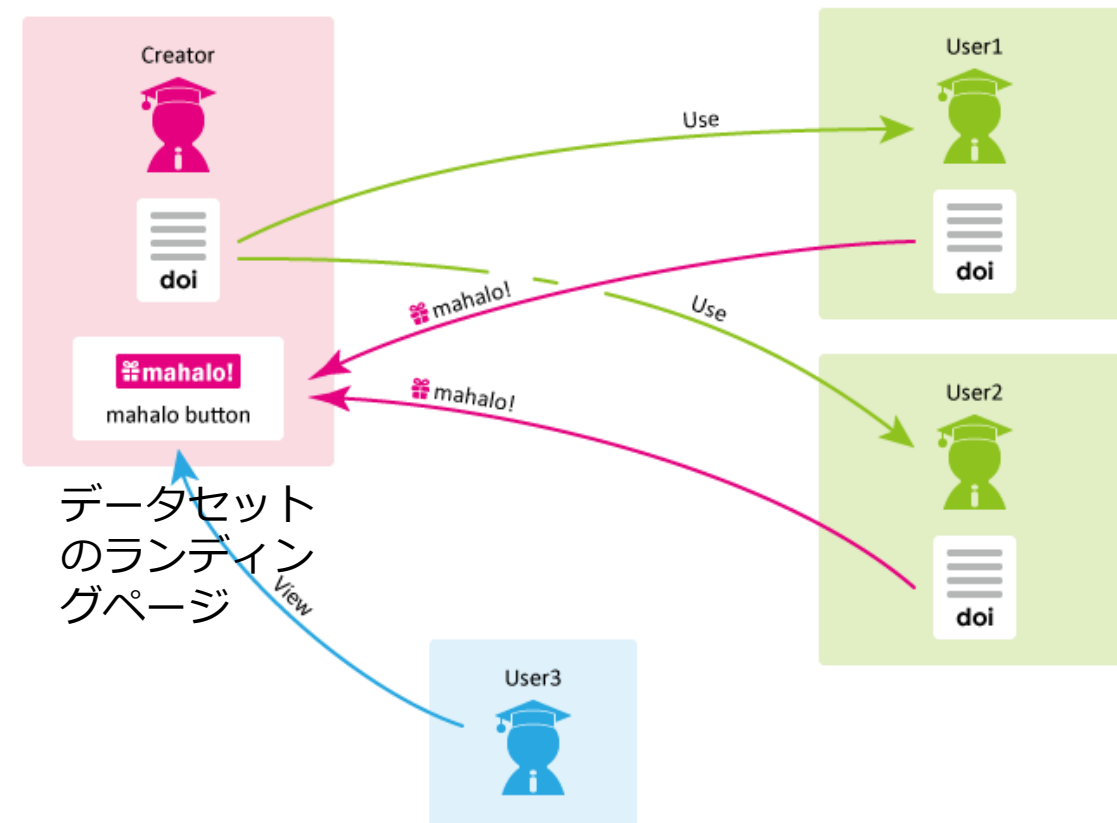 Creator
doi
mahalo!
mahalo button
データセット
のランディン
グページ
Use
mahalo!
Use
mahalo!
View
User1
doi
User2
doi
User3